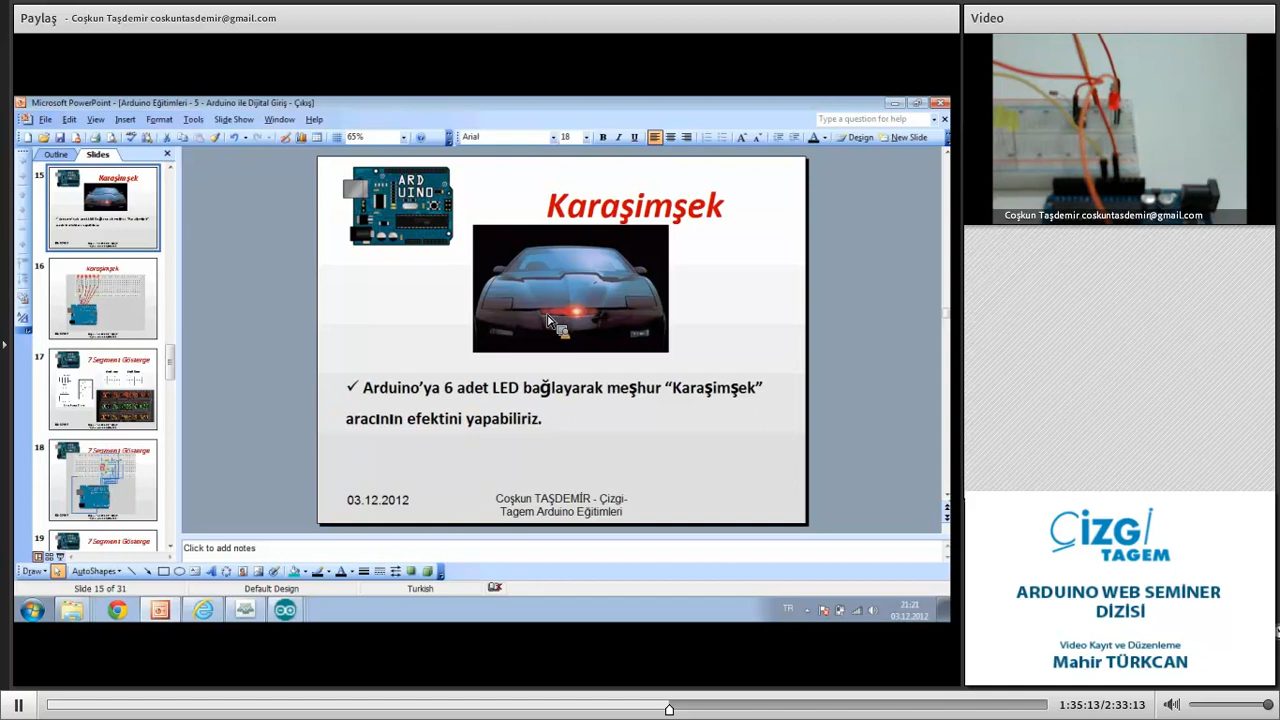 Paylaş - Coşkun Taşdemir coskuntasdemir@gmail.com
Video
Microsoft PowerPoint - [Arduino Eğitimleri - 5 - Arduino ile Dijital Giriş - Çıkış]
File Edit View Insert Format Tools Slide Show Window Help
Type a question for help
65%
Arial
18
B I U
Design
New Slide
Outline
Slides
15
Karaşimşek
16
Karaşimşek
17
7 Segment Gösterge
18
7 Segment Gösterge
19
7 Segment Gösterge
ARD
UINO
Karaşimşek
✓ Arduino'ya 6 adet LED bağlayarak meşhur “Karaşimşek”
aracının efektini yapabiliriz.
03.12.2012
Coşkun TAŞDEMİR - Çizgi-
Tagem Arduino Eğitimleri
Click to add notes
Draw
AutoShapes
Slide 15 of 31
Default Design
Turkish
TR
21:21
03.12.2012
Coşkun Taşdemir coskuntasdemir@gmail.com
ÇİZGİ
TAGEM
ARDUINO WEB SEMİNER
DİZİSİ
Video Kayıt ve Düzenleme
Mahir TÜRKCAN
1:35:13/2:33:13